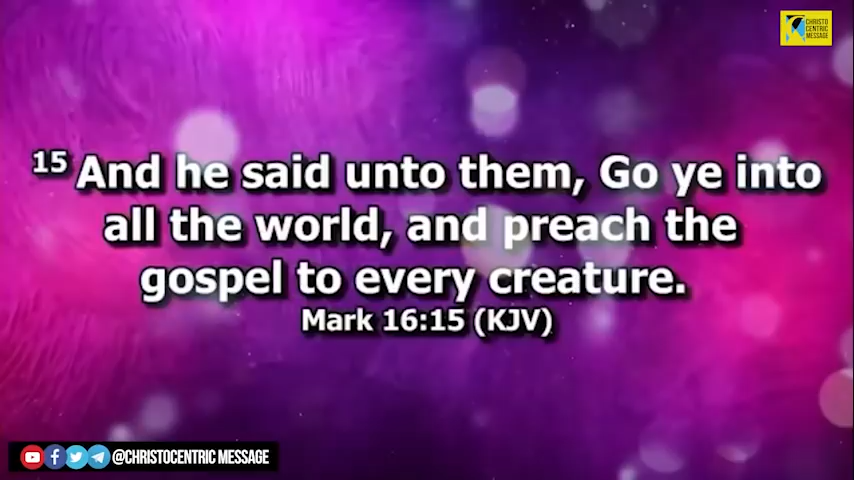 CHRISTO
CENTRIC
MESSAGE
15 And he said unto them, Go ye into
all the world, and preach the
gospel to every creature.
Mark 16:15 (KJV)
@CHRISTOCENTRIC MESSAGE